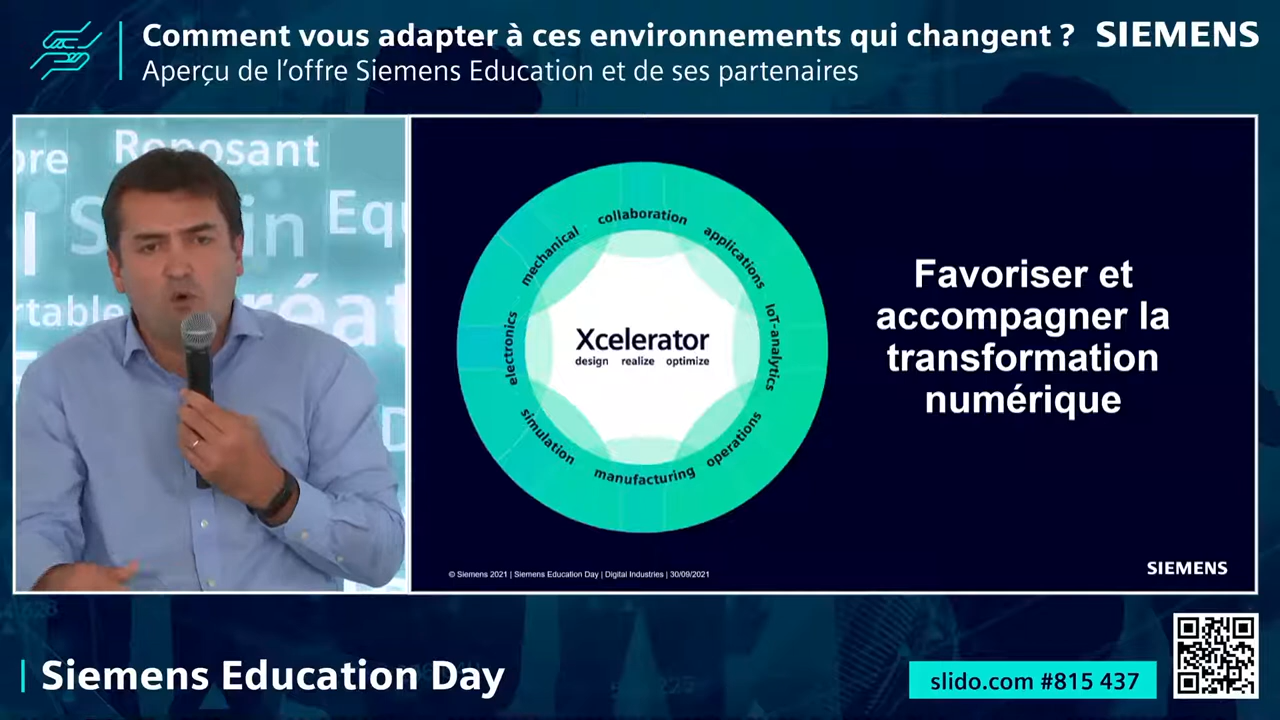 Comment vous adapter à ces environnements qui changent ?
SIEMENS
Aperçu de l'offre Siemens Education et de ses partenaires
Reposant
collaboration
mechanical
applications
electronics
IoT-analytics
simulation
operations
manufacturing
Xcelerator
design realize optimize
Favoriser et
accompagner la
transformation
numérique
© Siemens 2021 | Siemens Education Day | Digital Industries | 30/09/2021
SIEMENS
Siemens Education Day
slido.com #815 437